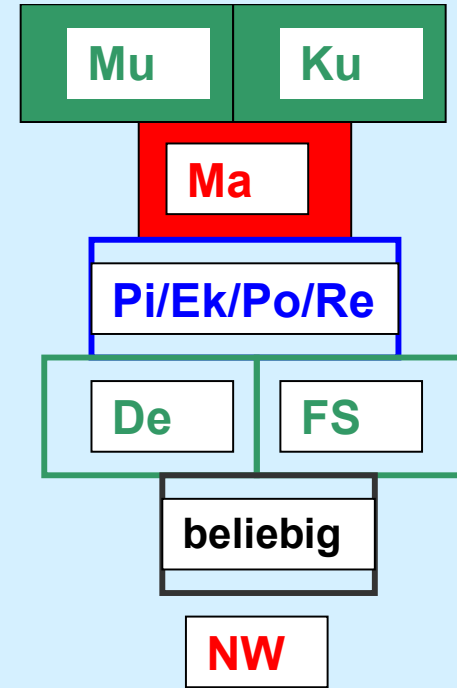 Mu Ku
Ma
Pi/Ek/Po/Re
De FS
beliebig
NW